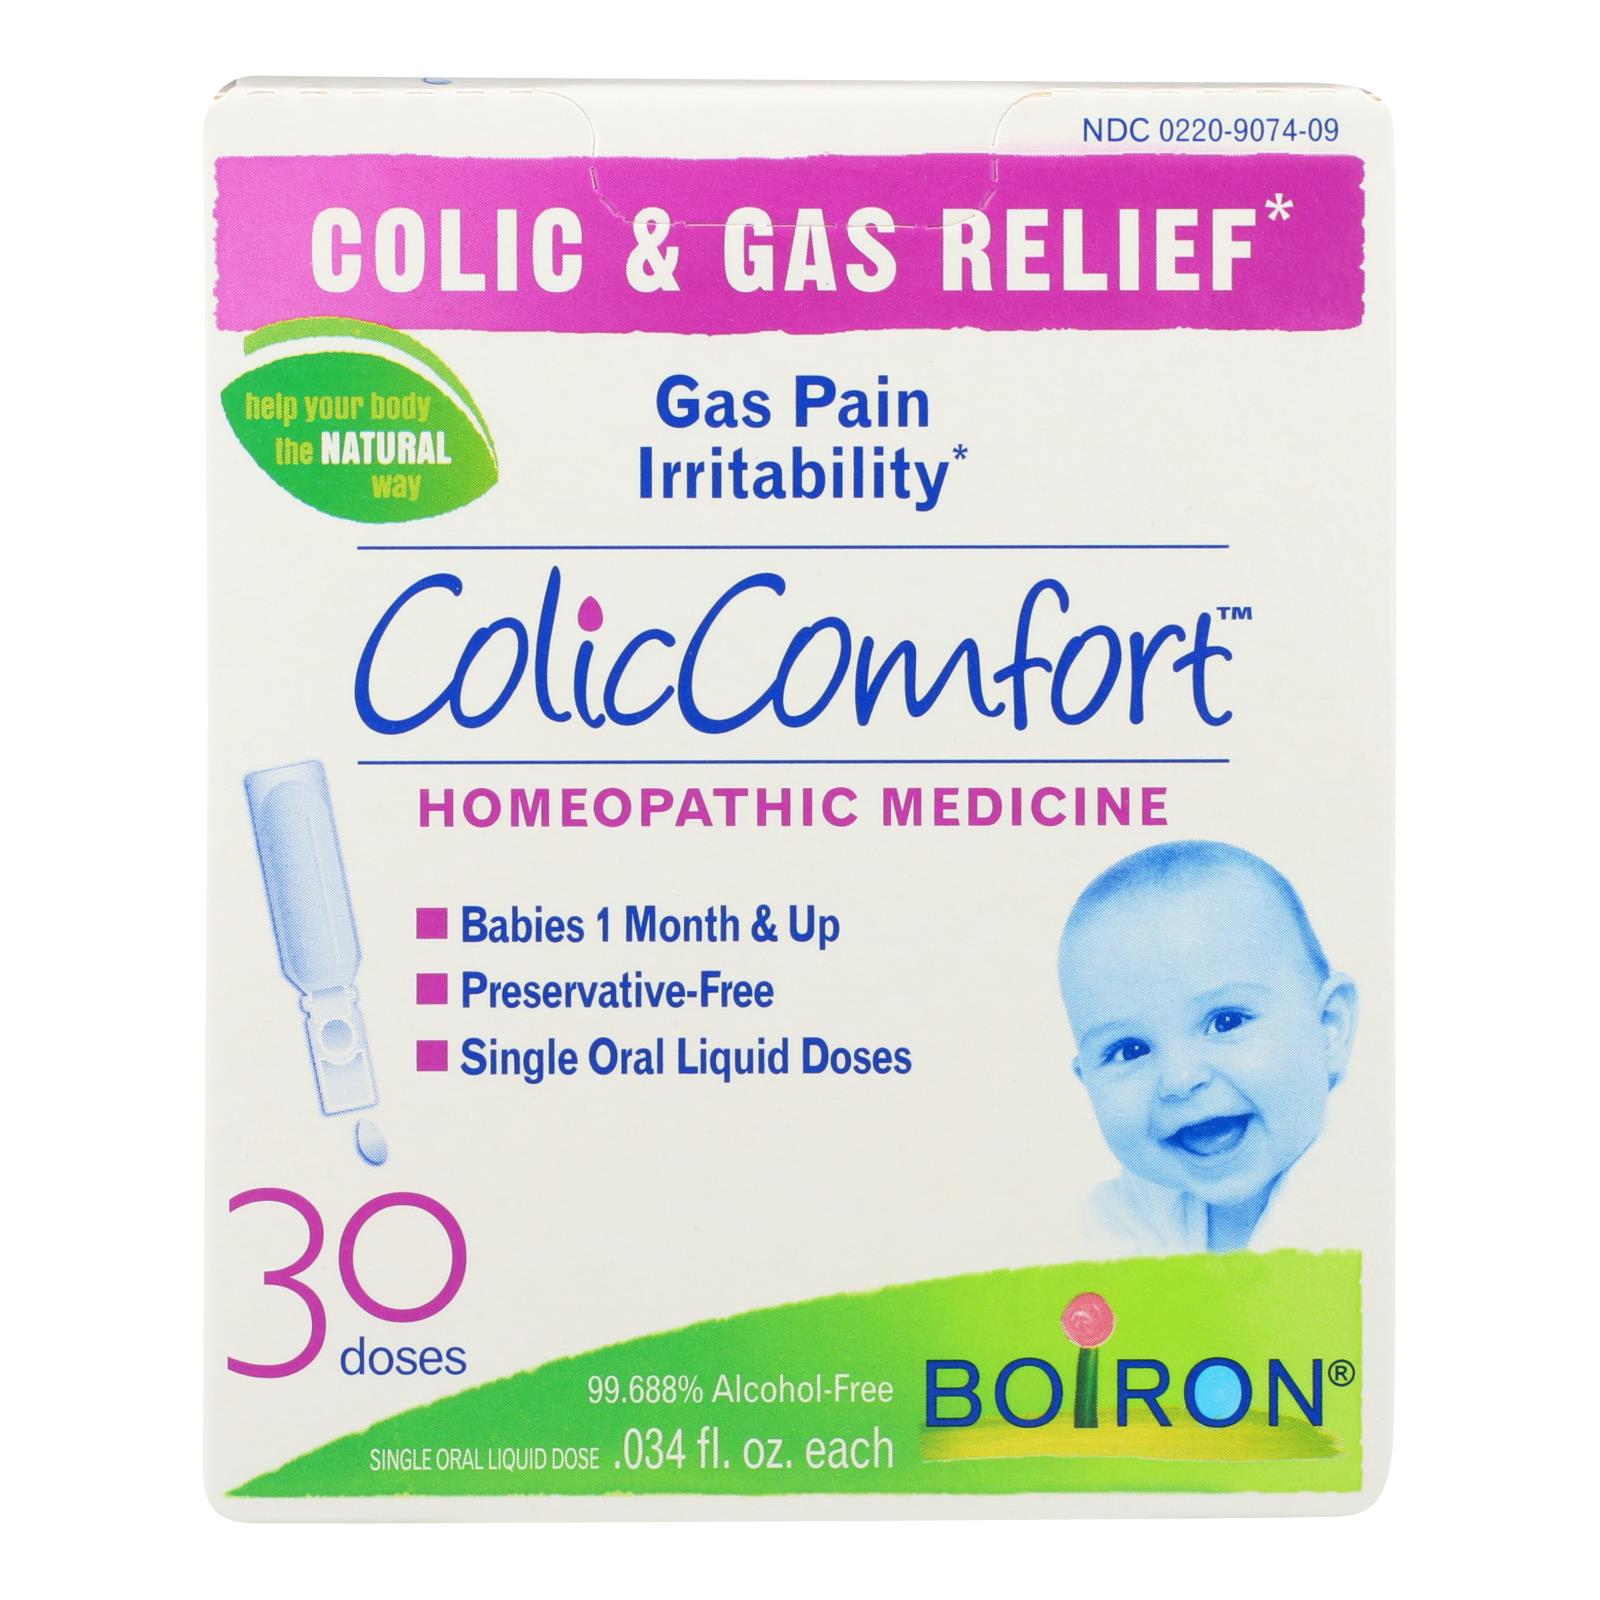 NDC 0220-9074-09
COLIC & GAS RELIEF*
help your body
the NATURAL
way
Gas Pain
Irritability*
ColicComfort™
HOMEOPATHIC MEDICINE
Babies 1 Month & Up
Preservative-Free
Single Oral Liquid Doses
30
doses
99.688% Alcohol-Free
SINGLE ORAL LIQUID DOSE .034 fl. oz. each
BOIRON®